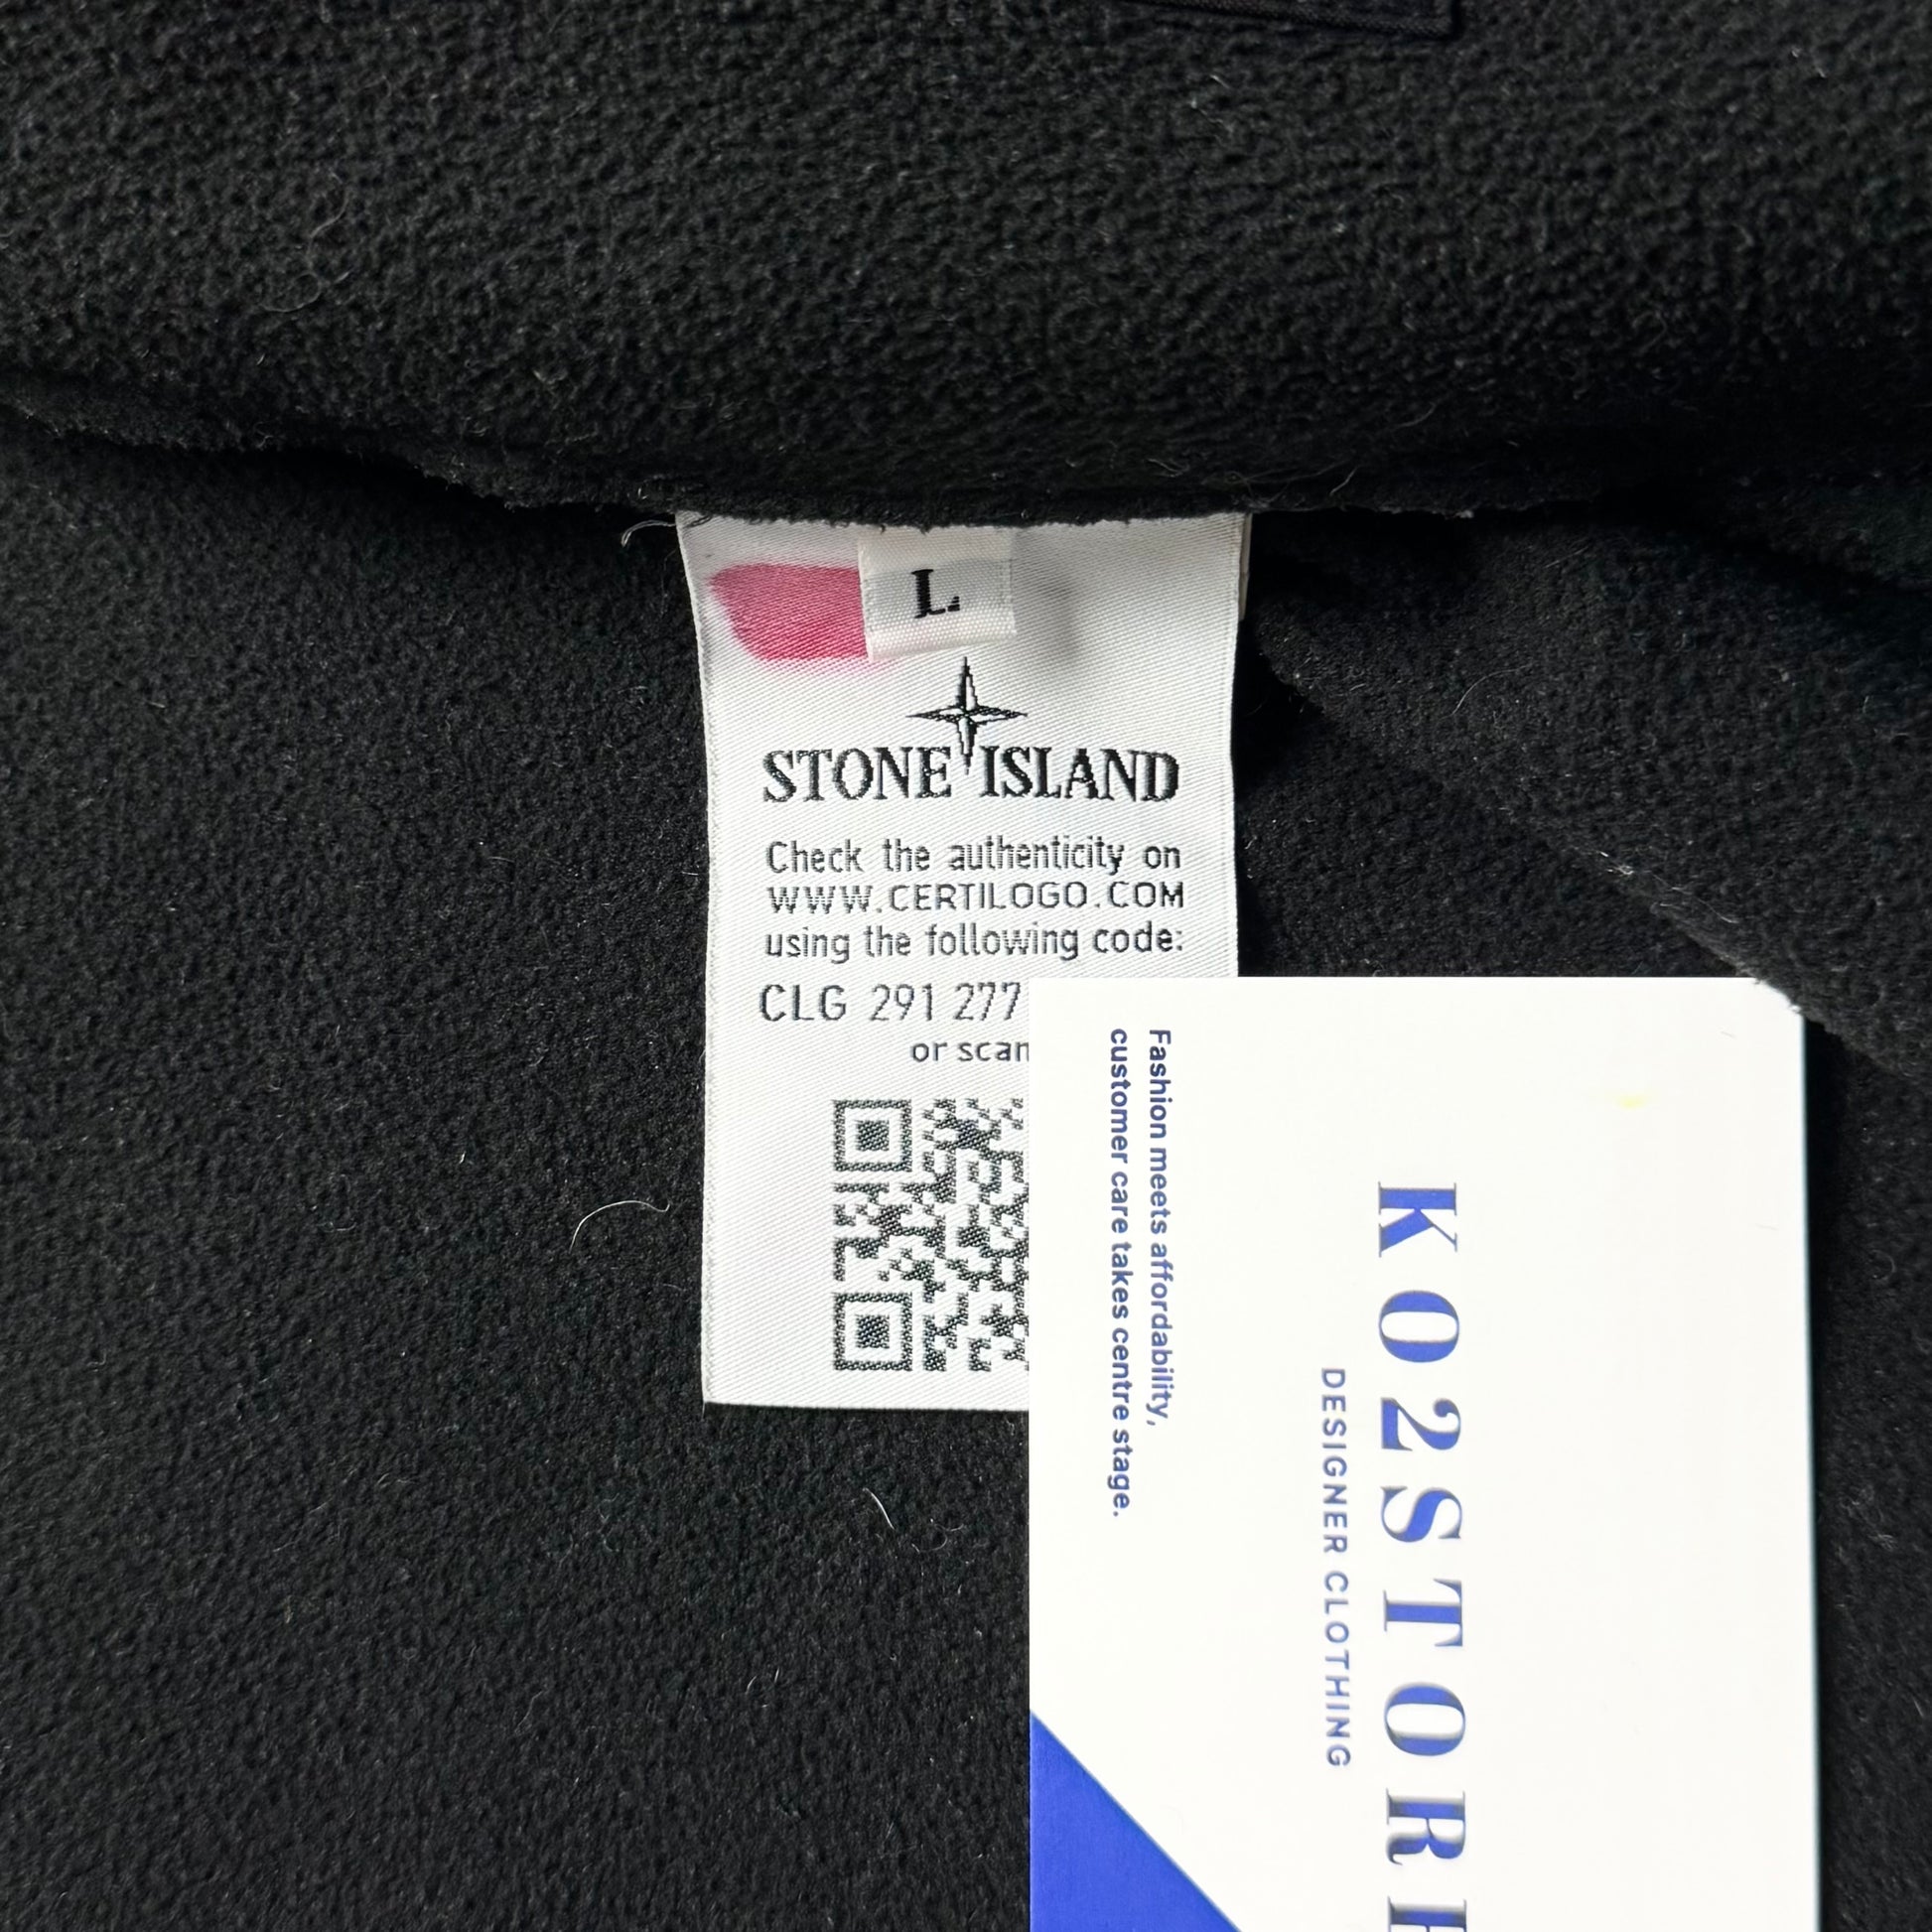 L
STONE ISLAND
Check the authenticity on
WWW.CERTILOGO.COM
using the following code:
CLG 291 277
or scan
Fashion meets affordability,
customer care takes centre stage.
KO2STORE
DESIGNER CLOTHING